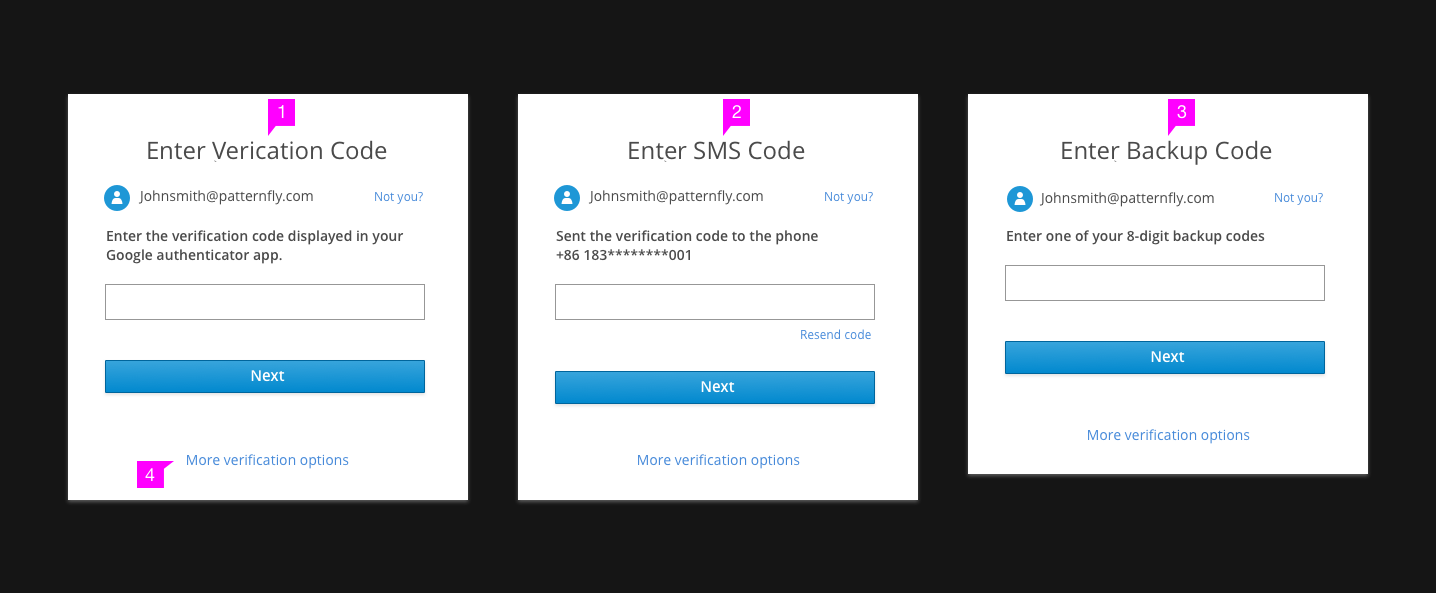 1
Enter Verication Code
Johnsmith@patternfly.com
Not you?
Enter the verification code displayed in your
Google authenticator app.
Next
4
More verification options
2
Enter SMS Code
Johnsmith@patternfly.com
Not you?
Sent the verification code to the phone
+86 183********001
Resend code
Next
More verification options
3
Enter Backup Code
Johnsmith@patternfly.com
Not you?
Enter one of your 8-digit backup codes
Next
More verification options